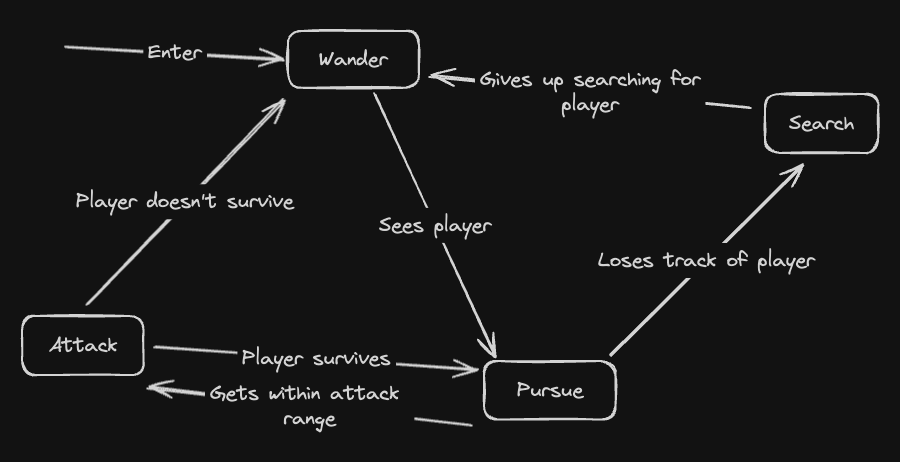 Enter
Wander
Gives up searching for
player
Search
Player doesn't survive
Sees player
Loses track of player
Attack
Player survives
Gets within attack
range
Pursue